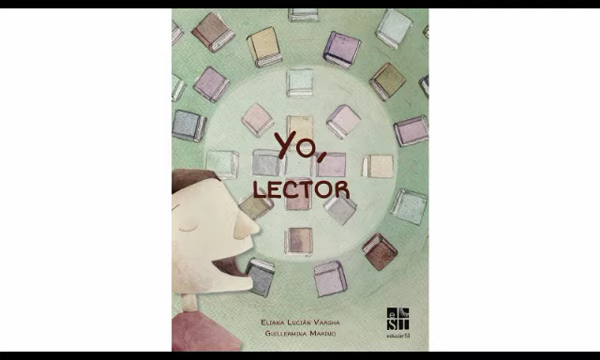 Yo,
LECTOR
ELIANA LUCIÁN VARGHA
GUILLERMINA MARINO